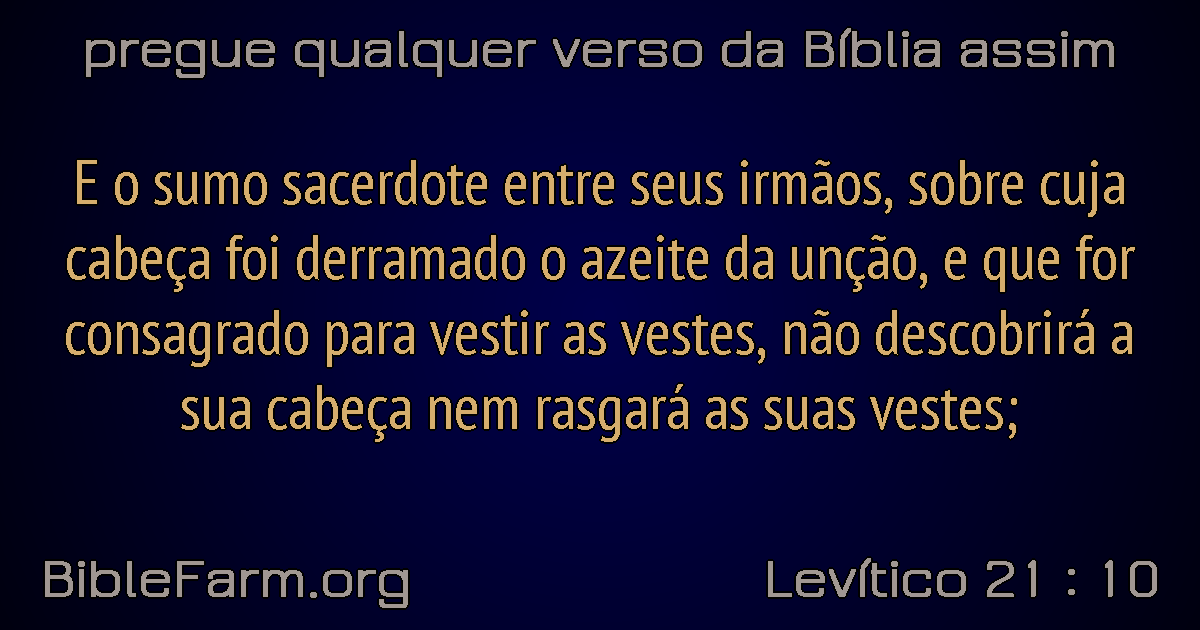 pregue qualquer verso da Bíblia assim
E o sumo sacerdote entre seus irmãos, sobre cuja
cabeça foi derramado o azeite da unção, e que for
consagrado para vestir as vestes, não descobrirá a
sua cabeça nem rasgará as suas vestes;
BibleFarm.org
Levítico 21 : 10